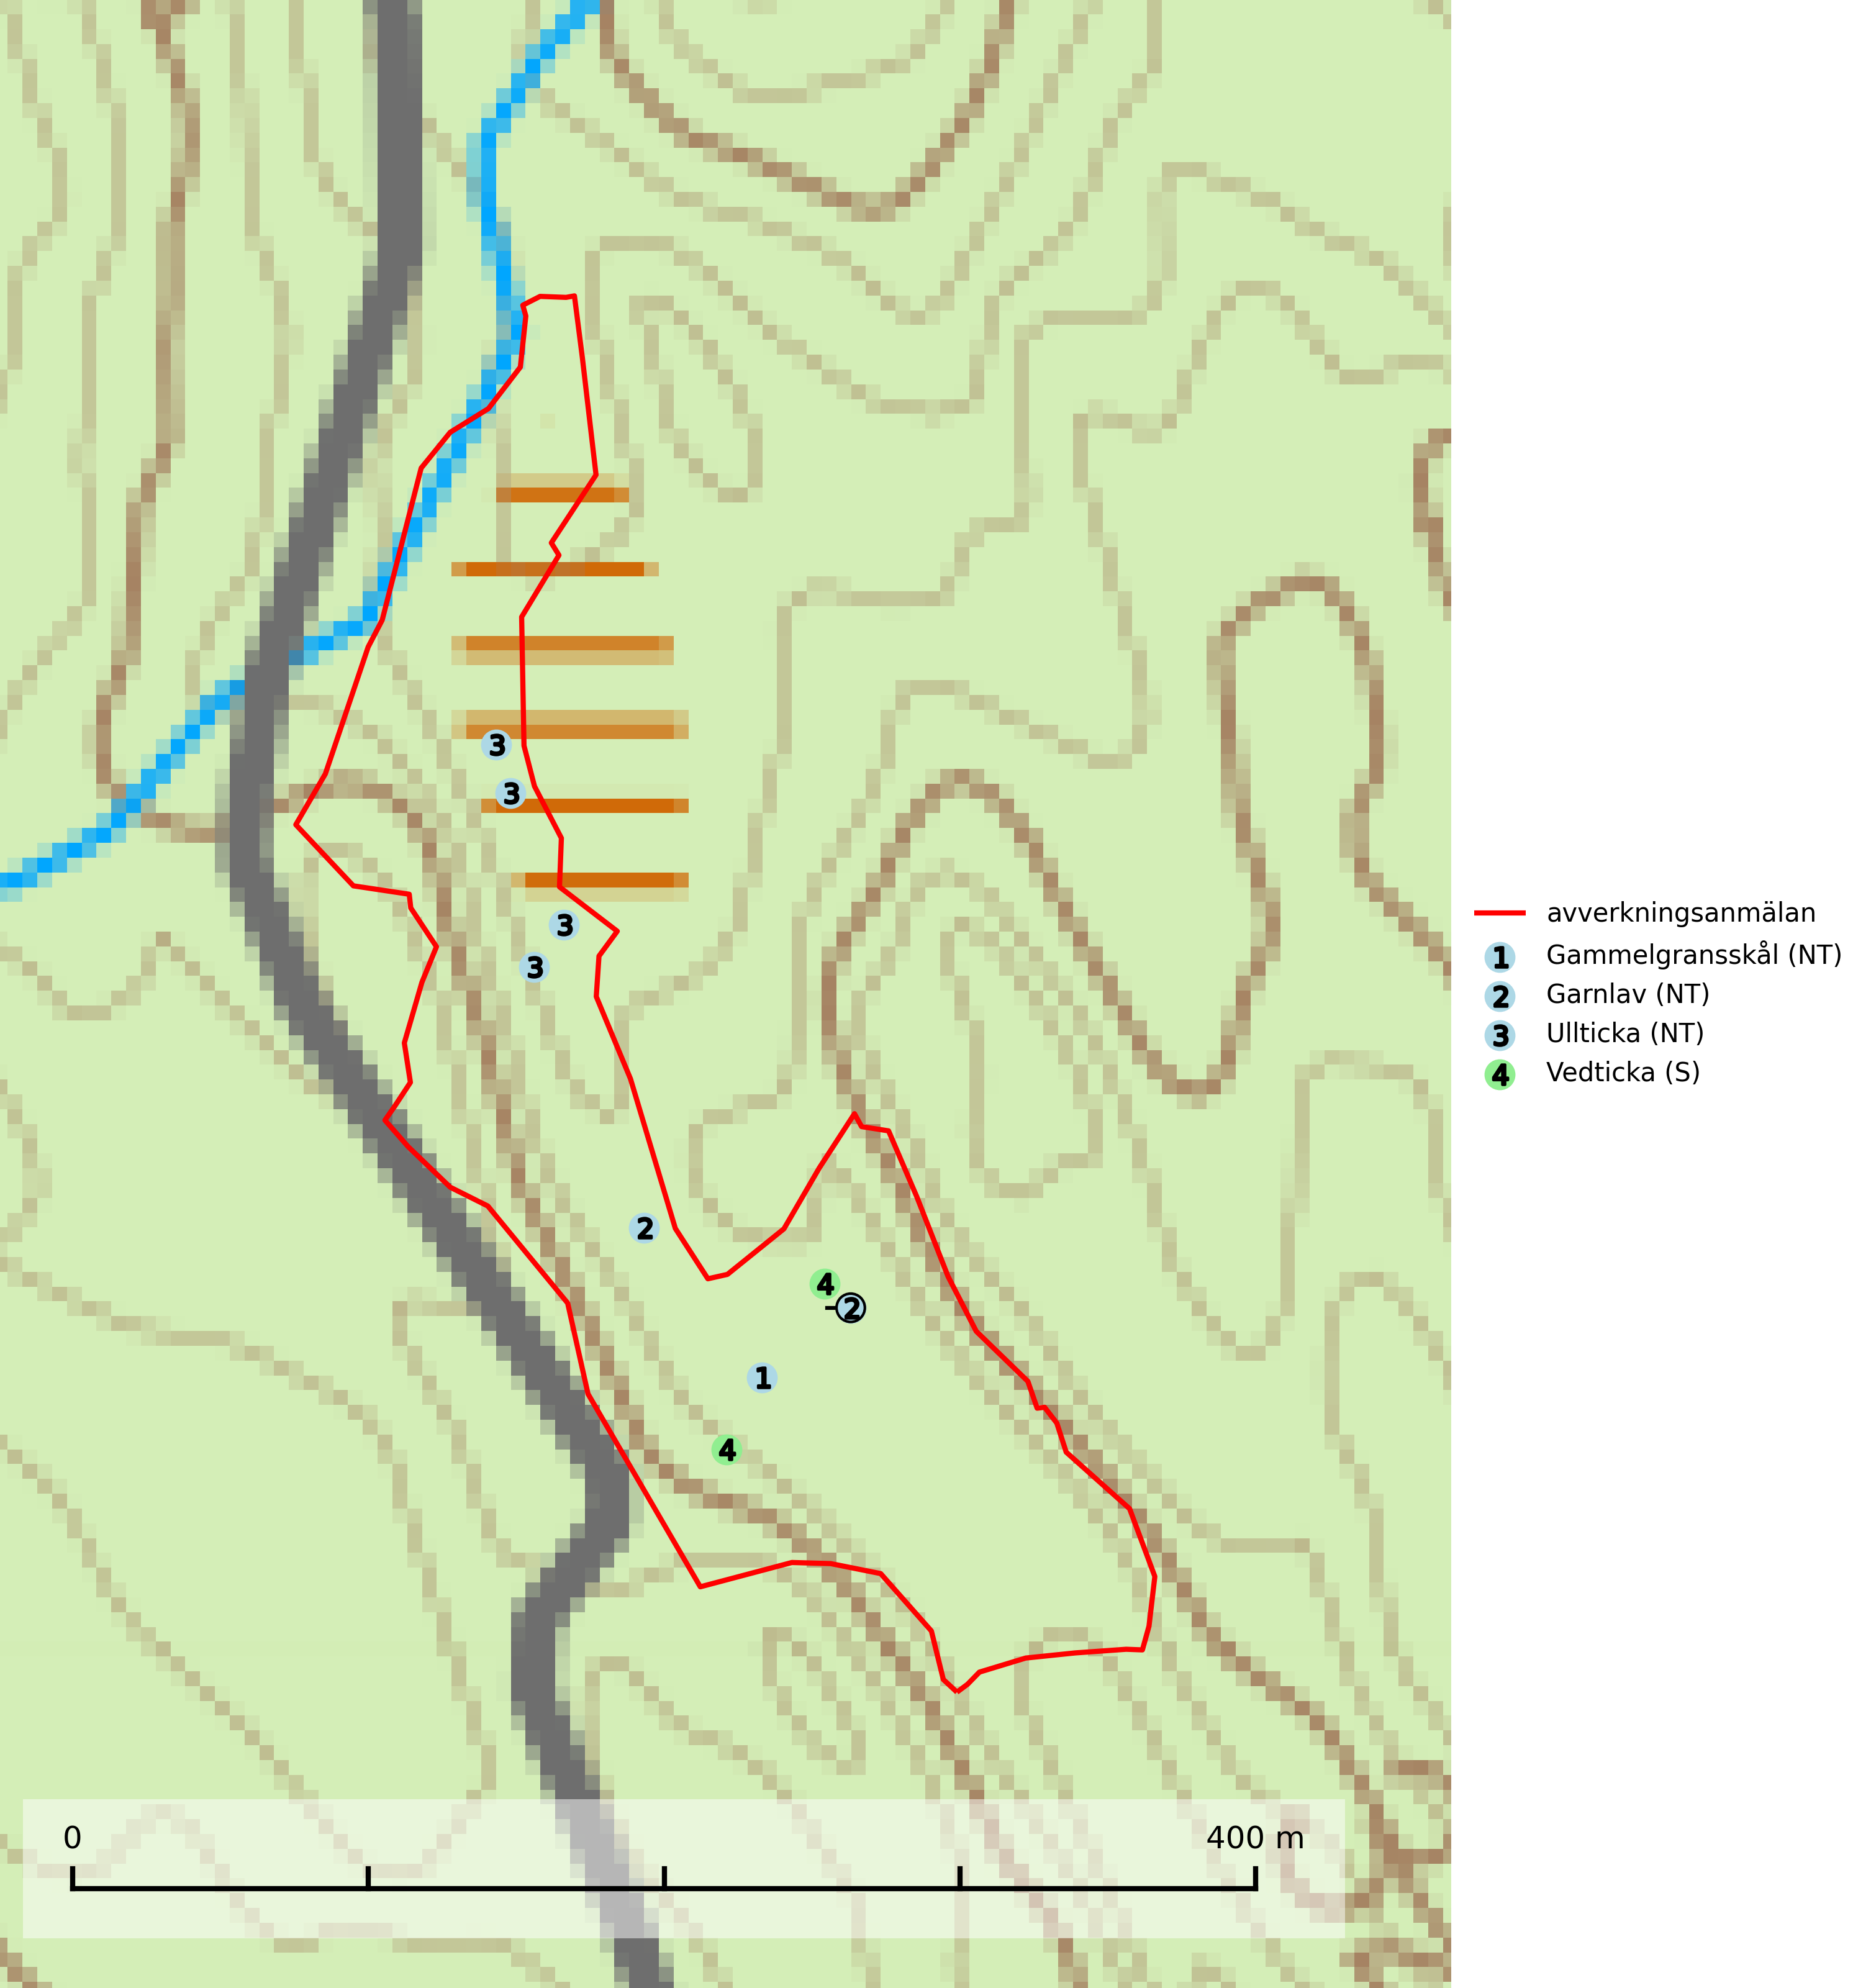 3
3
3
3
2
4
2
1
4
0 400 m
avverkningsanmälan
1 Gammelgransskål (NT)
2 Garnlav (NT)
3 Ullticka (NT)
4 Vedticka (S)